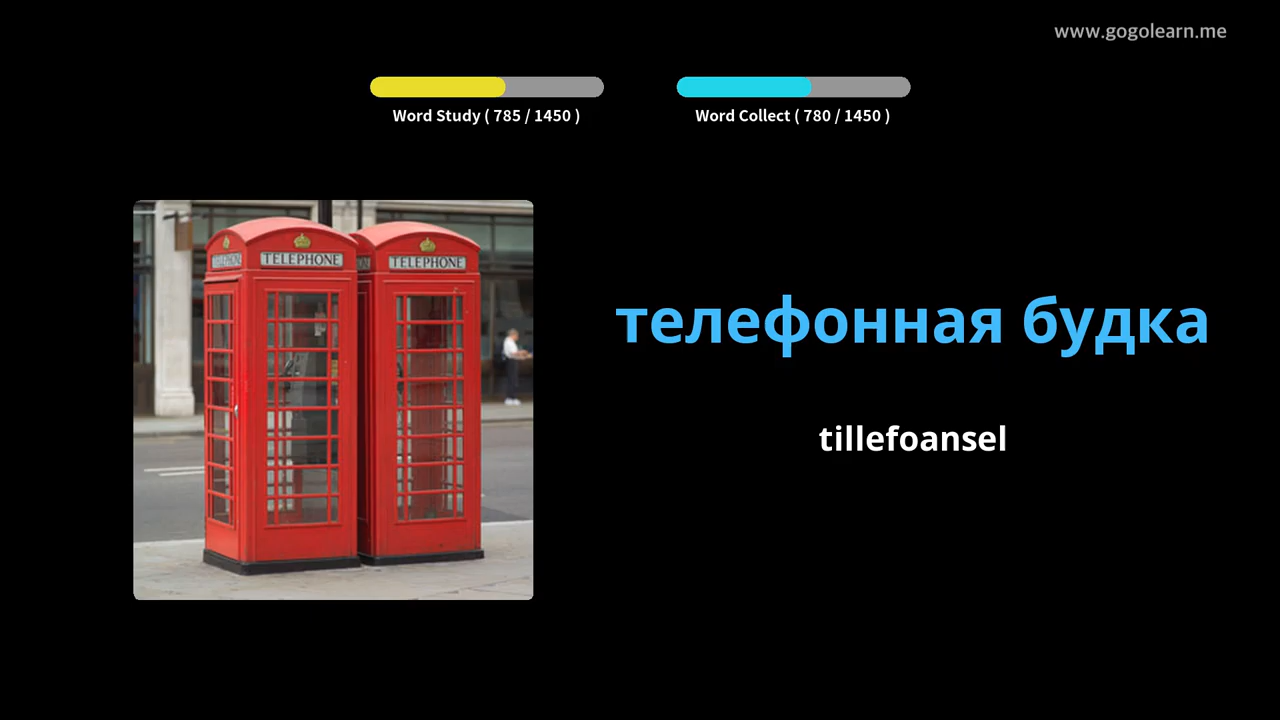 www.gogolearn.me
Word Study ( 785 / 1450 )
Word Collect ( 780 / 1450 )
TELEPHONE
TELEPHONE
телефонная будка
tillefoansel